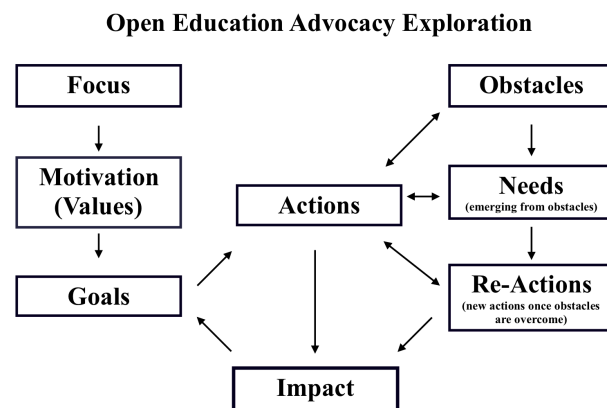 Open Education Advocacy Exploration
Focus
Obstacles
Motivation
(Values)
Actions
Needs
(emerging from obstacles)
Goals
Re-Actions
(new actions once obstacles
are overcome)
Impact